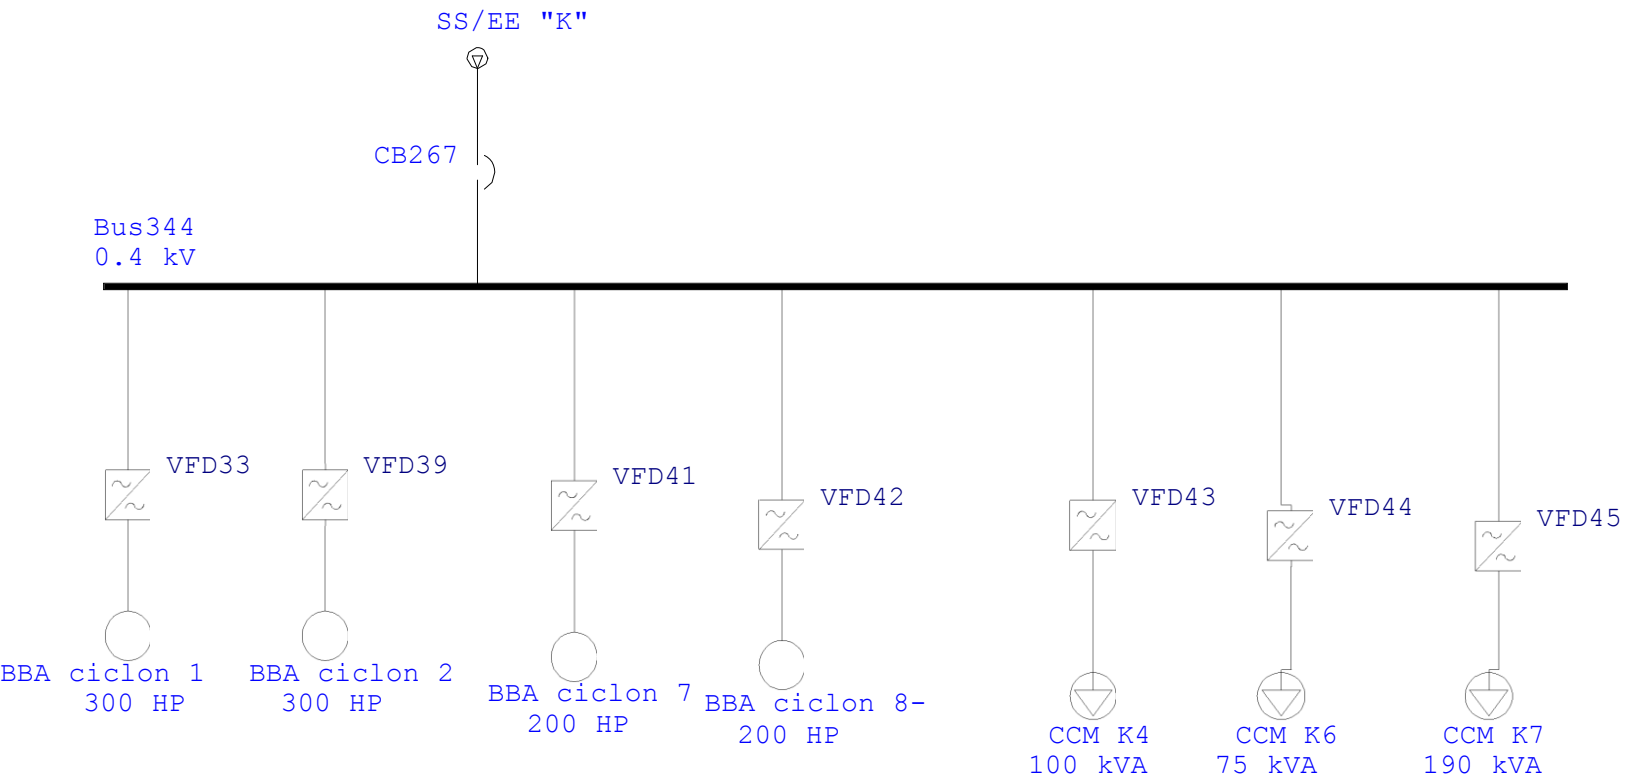 SS/EE "K"
CB267
Bus344
0.4 kV
VFD33
VFD39
VFD41
VFD42
VFD43
VFD44
VFD45
BBA ciclon 1
300 HP
BBA ciclon 2
300 HP
BBA ciclon 7
200 HP
BBA ciclon 8-
200 HP
CCM K4
100 kVA
CCM K6
75 kVA
CCM K7
190 kVA